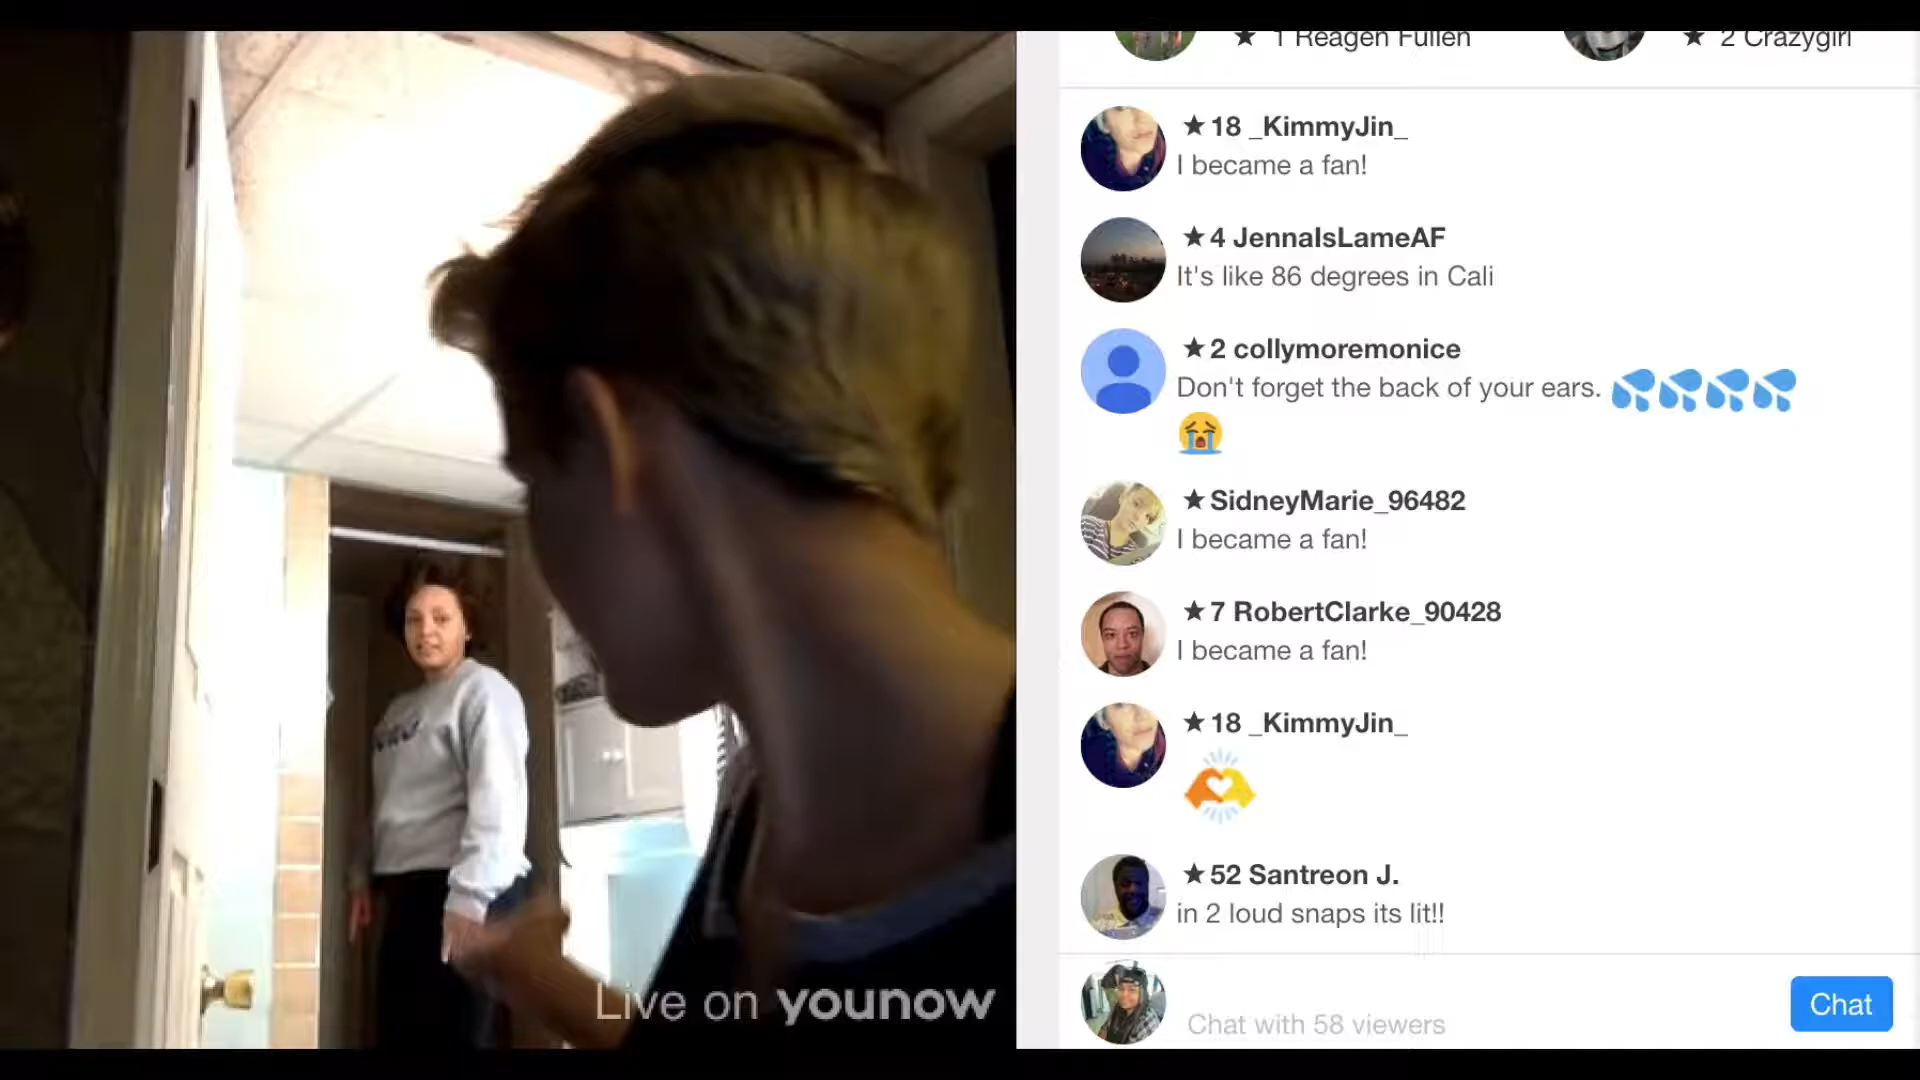 ★ 1 Reagen Fullen
★ 2 Crazygirl
★ 18 _KimmyJin_
I became a fan!
★ 4 JennaIsLameAF
It's like 86 degrees in Cali
★ 2 collymoremonice
Don't forget the back of your ears. 💦💦💦💦
😭
★ SidneyMarie_96482
I became a fan!
★ 7 RobertClarke_90428
I became a fan!
★ 18 _KimmyJin_
★ 52 Santreon J.
in 2 loud snaps its lit!!
Live on younow
Chat with 58 viewers
Chat